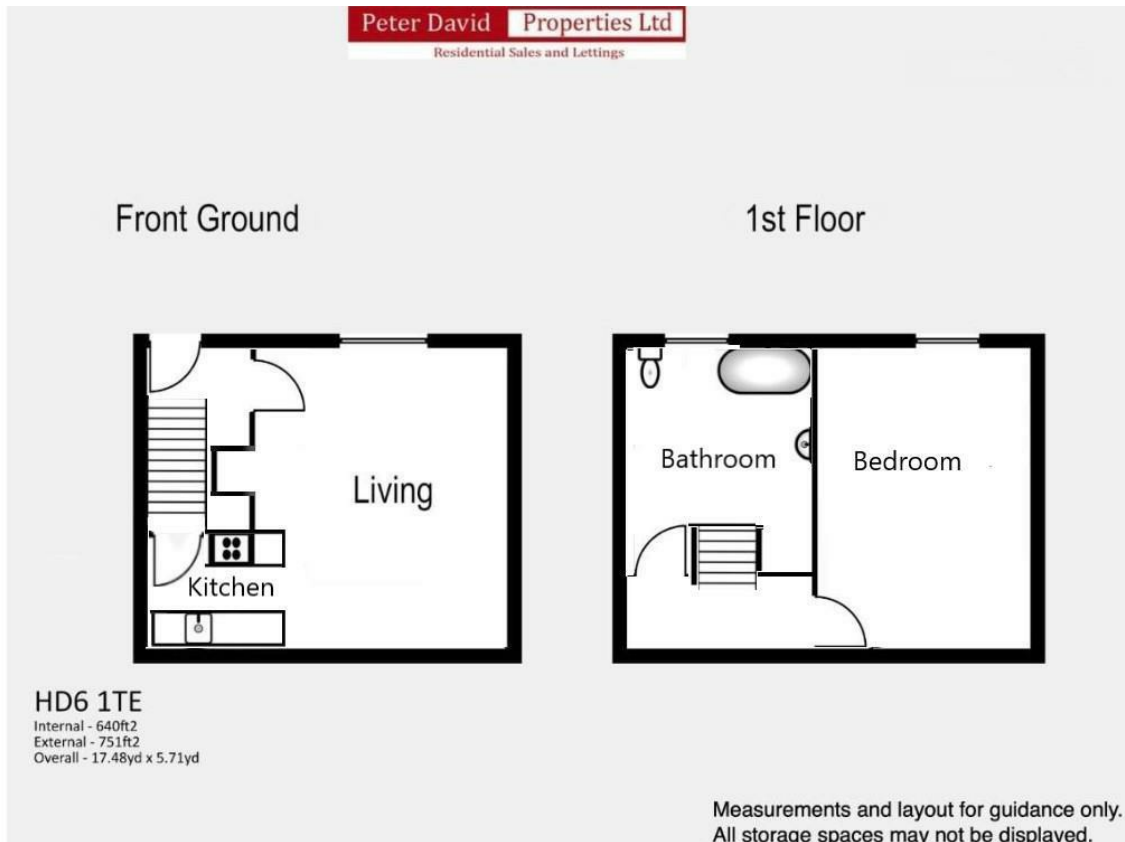 Peter David Properties Ltd
Residential Sales and Lettings
Front Ground
1st Floor
Living
Kitchen
Bathroom
Bedroom
HD6 1TE
Internal - 640ft2
External - 751ft2
Overall - 17.48yd x 5.71yd
Measurements and layout for guidance only.
All storage spaces may not be displayed.